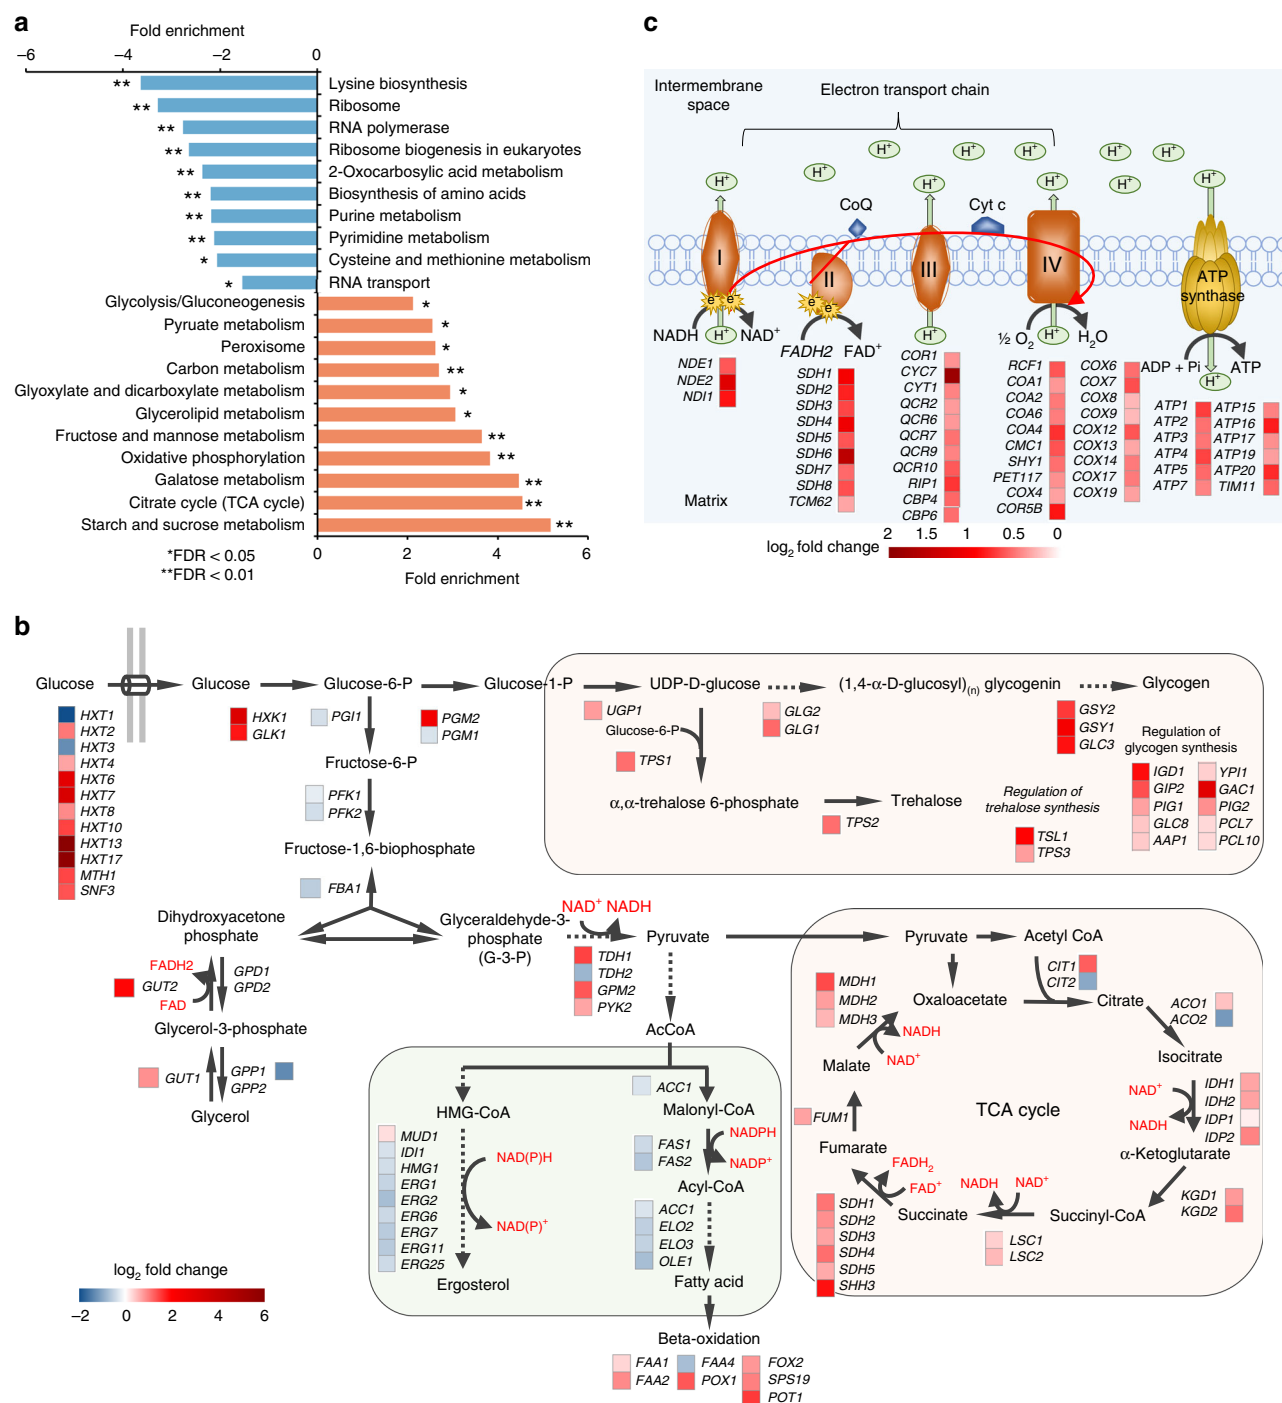 a
Fold enrichment
−6 −4 −2 0
** Lysine biosynthesis
** Ribosome
** RNA polymerase
** Ribosome biogenesis in eukaryotes
** 2-Oxocarbosylic acid metabolism
** Biosynthesis of amino acids
** Purine metabolism
** Pyrimidine metabolism
* Cysteine and methionine metabolism
* RNA transport
Glycolysis/Gluconeogenesis *
Pyruate metabolism *
Peroxisome *
Carbon metabolism **
Glyoxylate and dicarboxylate metabolism *
Glycerolipid metabolism *
Fructose and mannose metabolism **
Oxidative phosphorylation **
Galatose metabolism **
Citrate cycle (TCA cycle) **
Starch and sucrose metabolism **
0 2 4 6
Fold enrichment
*FDR < 0.05
**FDR < 0.01
c
Intermembrane
space
Electron transport chain
H⁺ H⁺ H⁺ H⁺ H⁺
H⁺ H⁺
H⁺ H⁺ H⁺ H⁺
CoQ Cyt c
I II III IV
ATP
synthase
e⁻ e⁻
e⁻ e⁻
NADH H⁺ NAD⁺
FADH2 FAD⁺
H⁺
½ O₂ H⁺ H₂O
ADP + Pi ATP
H⁺
NDE1
NDE2
NDI1
SDH1
SDH2
SDH3
SDH4
SDH5
SDH6
SDH7
SDH8
TCM62
COR1
CYC7
CYT1
QCR2
QCR6
QCR7
QCR9
QCR10
RIP1
CBP4
CBP6
RCF1
COA1
COA2
COA6
COA4
CMC1
SHY1
PET117
COX4
COR5B
COX6
COX7
COX8
COX9
COX12
COX13
COX14
COX17
COX19
ATP1
ATP2
ATP3
ATP4
ATP5
ATP7
ATP15
ATP16
ATP17
ATP19
ATP20
TIM11
Matrix
log₂ fold change
2 1.5 1 0.5 0
b
Glucose Glucose Glucose-6-P Glucose-1-P UDP-D-glucose (1,4-α-D-glucosyl)₍ₙ₎ glycogenin Glycogen
HXT1
HXT2
HXT3
HXT4
HXT6
HXT7
HXT8
HXT10
HXT13
HXT17
MTH1
SNF3
HXK1
GLK1
PGI1
PGM2
PGM1
UGP1
Glucose-6-P
TPS1
GLG2
GLG1
GSY2
GSY1
GLC3
Regulation of
glycogen synthesis
IGD1
GIP2
PIG1
GLC8
AAP1
YPI1
GAC1
PIG2
PCL7
PCL10
α,α-trehalose 6-phosphate Trehalose
TPS2
Regulation of
trehalose synthesis
TSL1
TPS3
Fructose-6-P
PFK1
PFK2
Fructose-1,6-biophosphate
FBA1
Dihydroxyacetone
phosphate
Glyceraldehyde-3-
phosphate
(G-3-P)
NAD⁺ NADH
Pyruvate
TDH1
TDH2
GPM2
PYK2
FADH2
GUT2
FAD
GPD1
GPD2
Glycerol-3-phosphate
GUT1
GPP1
GPP2
Glycerol
AcCoA
HMG-CoA
MUD1
IDI1
HMG1
ERG1
ERG2
ERG6
ERG7
ERG11
ERG25
NAD(P)H
NAD(P)⁺
Ergosterol
ACC1
Malonyl-CoA
FAS1
FAS2
NADPH
NADP⁺
Acyl-CoA
ACC1
ELO2
ELO3
OLE1
Fatty acid
Beta-oxidation
FAA1
FAA2
FAA4
POX1
FOX2
SPS19
POT1
Pyruvate Acetyl CoA
CIT1
CIT2
MDH1
MDH2
MDH3
Oxaloacetate Citrate
ACO1
ACO2
NADH
NAD⁺
Malate
Isocitrate
NAD⁺
NADH
IDH1
IDH2
IDP1
IDP2
TCA cycle
FUM1
Fumarate
α-Ketoglutarate
FADH₂
FAD⁺
NADH NAD⁺
KGD1
KGD2
Succinate Succinyl-CoA
SDH1
SDH2
SDH3
SDH4
SDH5
SHH3
LSC1
LSC2
log₂ fold change
−2 0 2 4 6